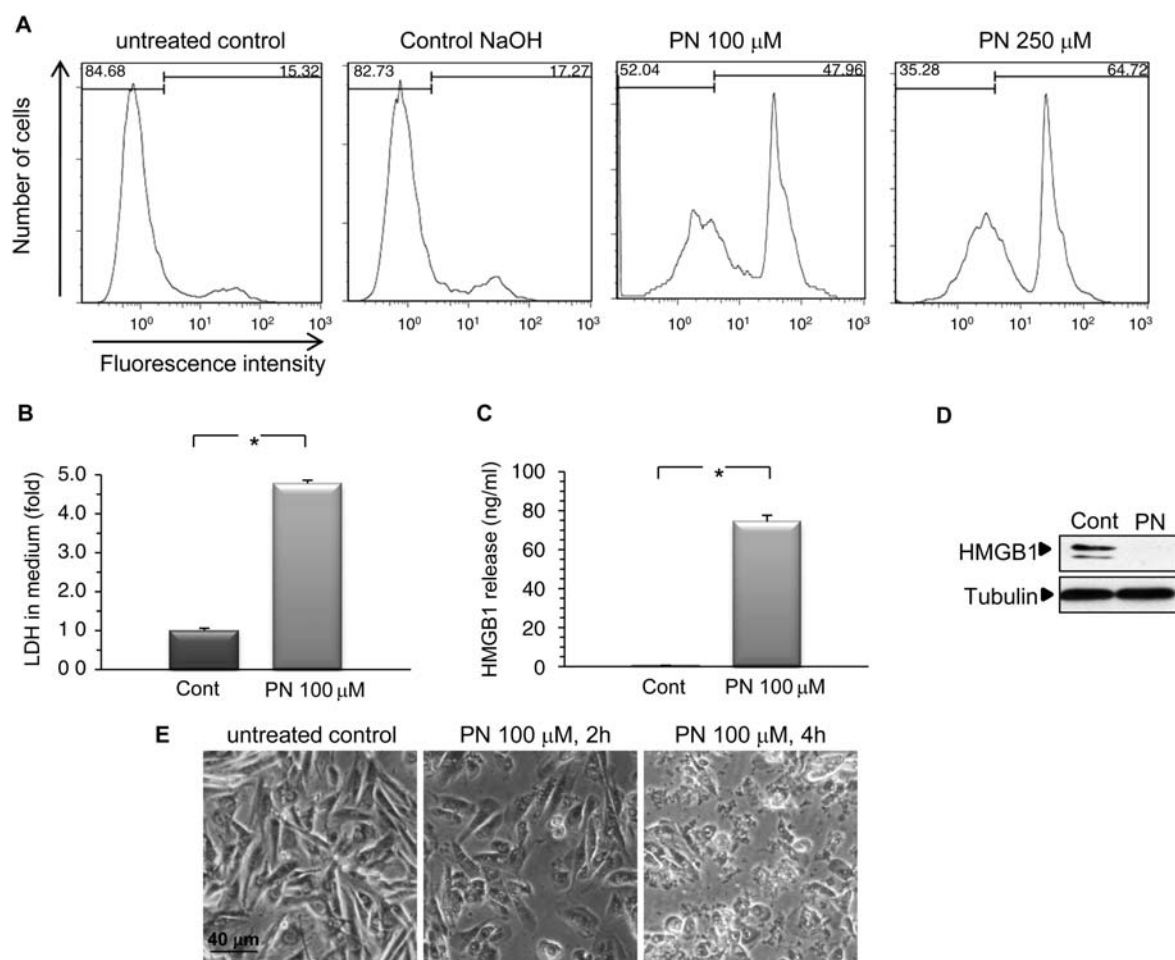 A
untreated control
Control NaOH
PN 100 μM
PN 250 μM
84.68
15.32
82.73
17.27
52.04
47.96
35.28
64.72
Number of cells
10⁰ 10¹ 10² 10³
10⁰ 10¹ 10² 10³
10⁰ 10¹ 10² 10³
10⁰ 10¹ 10² 10³
Fluorescence intensity
B
*
LDH in medium (fold)
5.0
4.0
3.0
2 0
1 0
0 0
Cont
PN 100 μM
C
*
HMGB1 release (ng/ml)
100
80
60
40
20
0
Cont
PN 100 μM
D
Cont PN
HMGB1
Tubulin
E
untreated control
PN 100 μM, 2h
PN 100 μM, 4h
40 μm